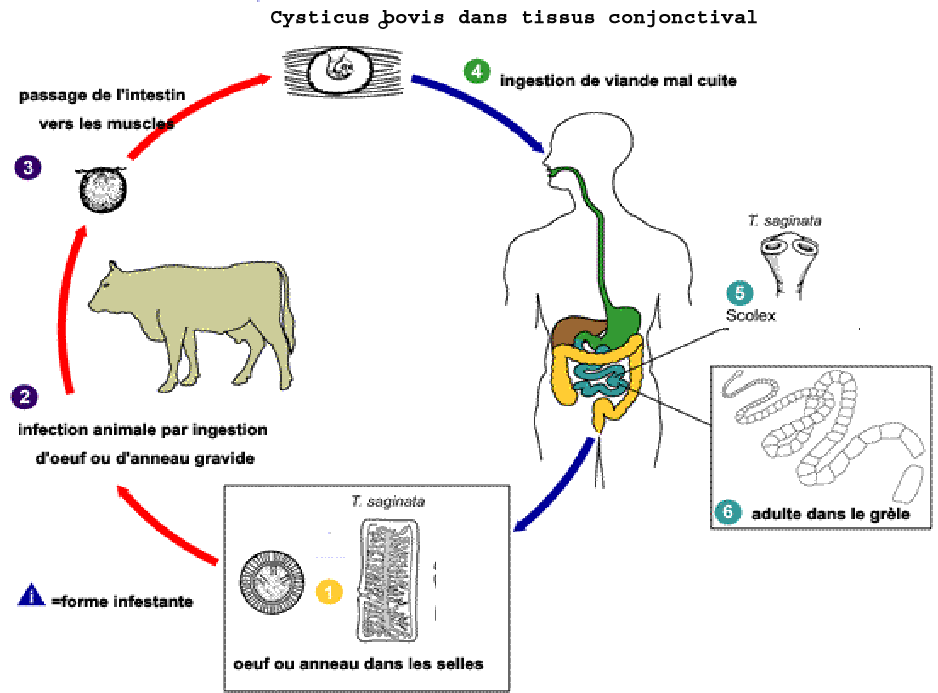 Cysticus bovis dans tissus conjonctival
4 ingestion de viande mal cuite
passage de l'intestin
vers les muscles
3
T. saginata
5
Scolex
2
infection animale par ingestion
d'oeuf ou d'anneau gravide
6 adulte dans le grèle
T. saginata
1
i =forme infestante
oeuf ou anneau dans les selles